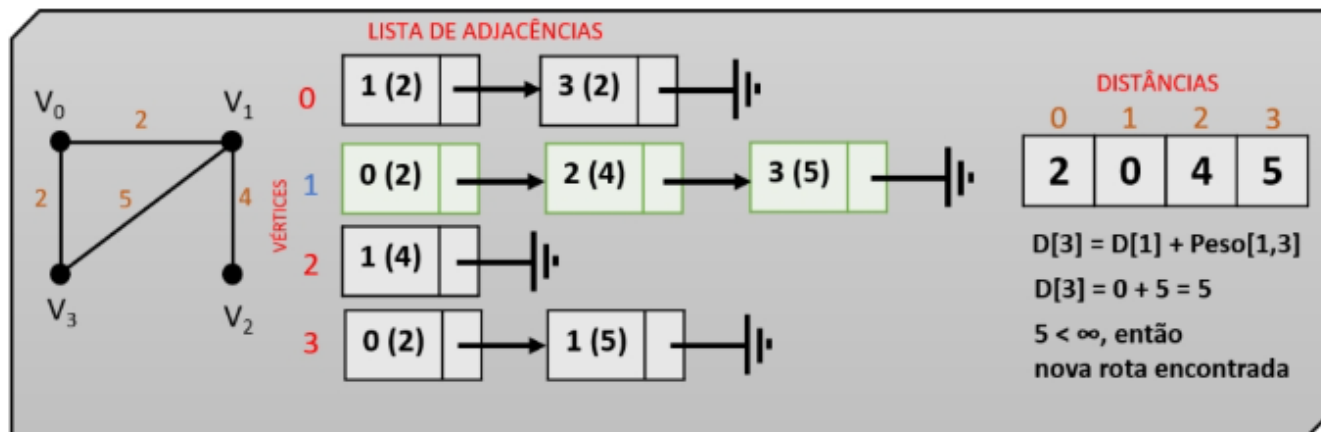 LISTA DE ADJACÊNCIAS
V0 V1
V3 V2
2
2 5 4
VÉRTICES
0 1 (2) 3 (2)
1 0 (2) 2 (4) 3 (5)
2 1 (4)
3 0 (2) 1 (5)
DISTÂNCIAS
0 1 2 3
2 0 4 5
D[3] = D[1] + Peso[1,3]
D[3] = 0 + 5 = 5
5 < ∞, então
nova rota encontrada